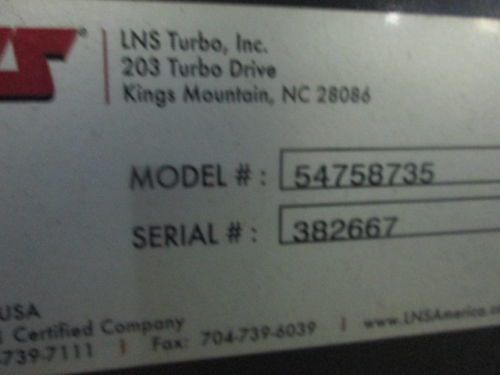 LNS Turbo, Inc.
203 Turbo Drive
Kings Mountain, NC 28086
MODEL #: 54758735
SERIAL #: 382667
USA
Certified Company
-739-7111 | Fax: 704-739-6039 | www.LNSAmerica.